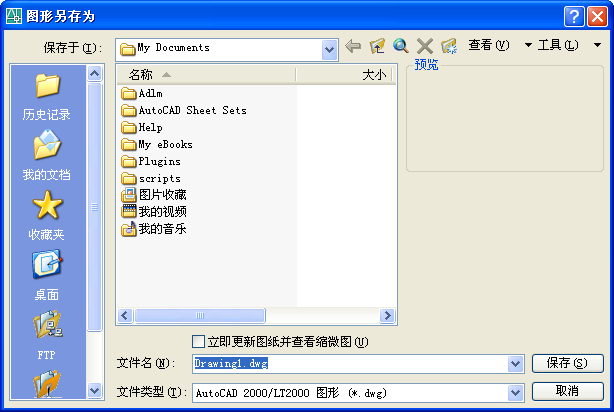 图形另存为
保存于(I): My Documents 查看(V) 工具(L)
名称 大小 预览
历史记录
我的文档
收藏夹
桌面
FTP
Adlm
AutoCAD Sheet Sets
Help
My eBooks
Plugins
scripts
图片收藏
我的视频
我的音乐
立即更新图纸并查看缩微图(U)
文件名(N): Drawing1.dwg 保存(S)
文件类型(T): AutoCAD 2000/LT2000 图形 (*.dwg) 取消